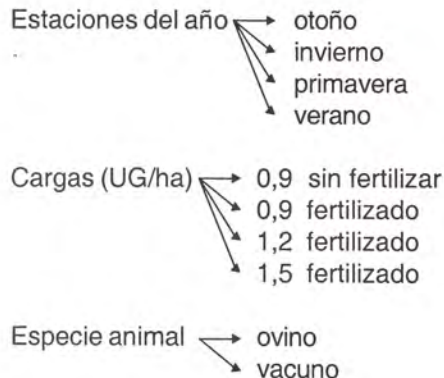 Estaciones del año otoño
invierno
primavera
verano
Cargas (UG/ha) 0,9 sin fertilizar
0,9 fertilizado
1,2 fertilizado
1,5 fertilizado
Especie animal ovino
vacuno